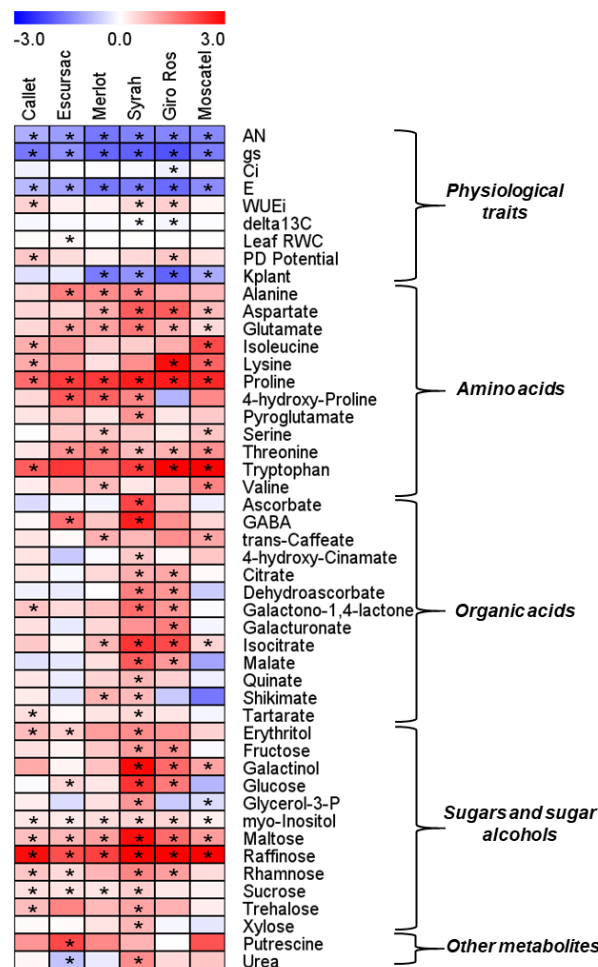 -3.0 0.0 3.0
Callet
Escursac
Merlot
Syrah
Giro Ros
Moscatel
* * * * * * AN
* * * * * * gs
* Ci
* * * * * * E
* * * WUEi
* * delta13C
* Leaf RWC
* * PD Potential
* * * * Kplant
Physiological
traits
* * * Alanine
* * * * Aspartate
* * * * * Glutamate
* * Isoleucine
* * * Lysine
* * * * * * Proline
* * * 4-hydroxy-Proline
* Pyroglutamate
* * Serine
* * * * * Threonine
* * * * Tryptophan
* * Valine
Amino acids
* Ascorbate
* * GABA
* * trans-Caffeate
* 4-hydroxy-Cinamate
* * Citrate
* * Dehydroascorbate
* * * Galactono-1,4-lactone
* Galacturonate
* * * * Isocitrate
* * Malate
* Quinate
* * Shikimate
* * Tartarate
Organic acids
* * * Erythritol
* * Fructose
* * * Galactinol
* * * Glucose
* * Glycerol-3-P
* * * * * * myo-Inositol
* * * * * * Maltose
* * * * * * Raffinose
* * * * Rhamnose
* * * * Sucrose
* * Trehalose
* Xylose
Sugars and sugar
alcohols
* Putrescine
* * Urea
Other metabolites